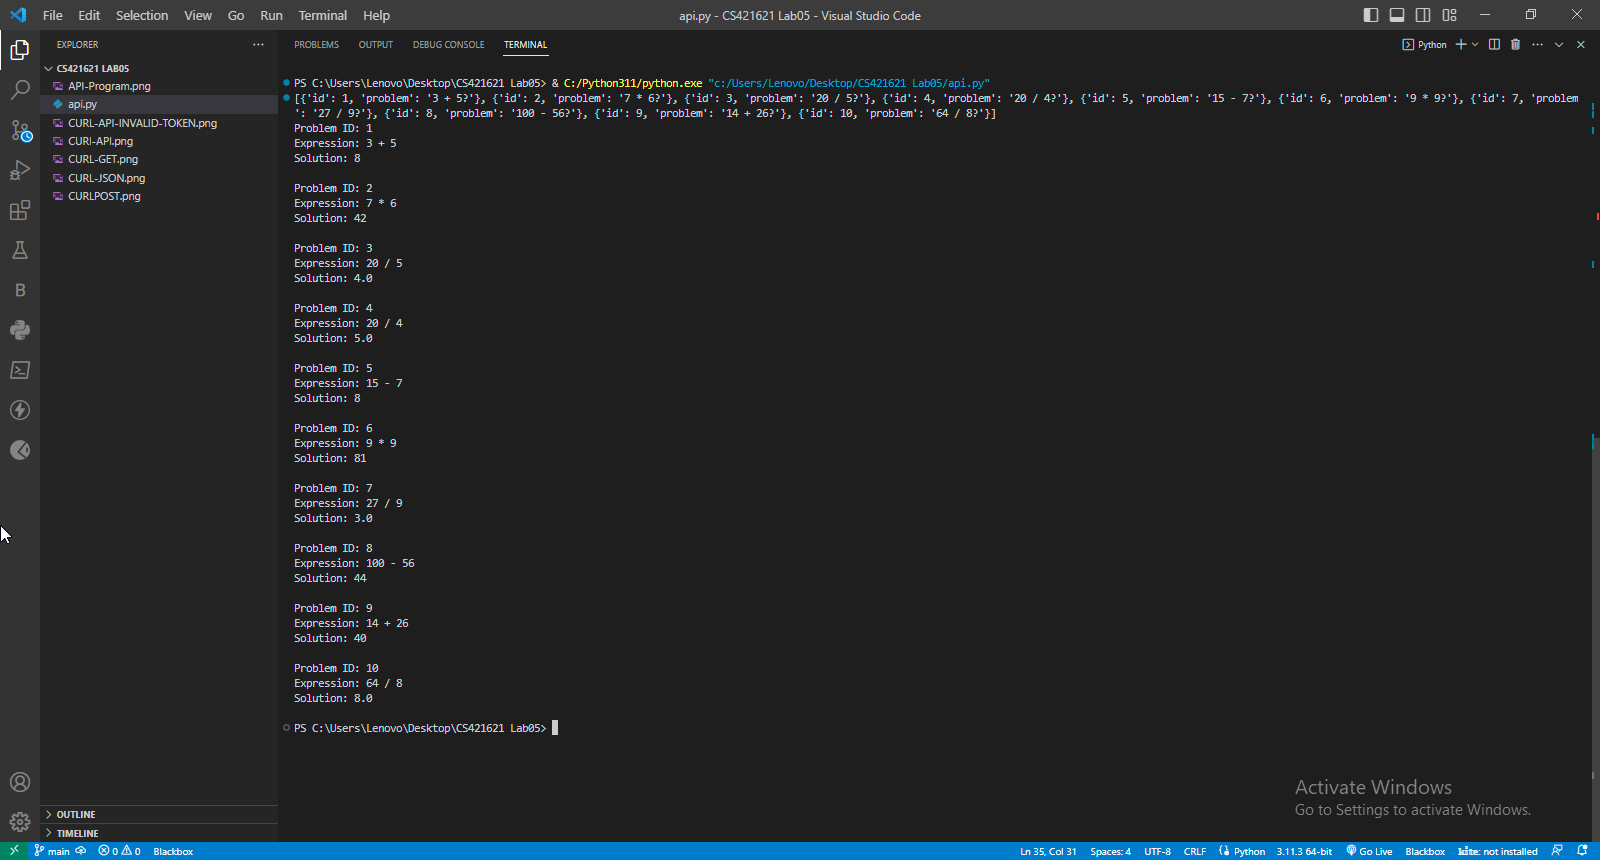 File Edit Selection View Go Run Terminal Help
api.py - CS421621 Lab05 - Visual Studio Code
EXPLORER
CS421621 LAB05
API-Program.png
api.py
CURL-API-INVALID-TOKEN.png
CURl-API.png
CURL-GET.png
CURL-JSON.png
CURLPOST.png
OUTLINE
TIMELINE
PROBLEMS OUTPUT DEBUG CONSOLE TERMINAL
Python
PS C:\Users\Lenovo\Desktop\CS421621 Lab05> & C:/Python311/python.exe "c:/Users/Lenovo/Desktop/CS421621 Lab05/api.py"
[{'id': 1, 'problem': '3 + 5?'}, {'id': 2, 'problem': '7 * 6?'}, {'id': 3, 'problem': '20 / 5?'}, {'id': 4, 'problem': '20 / 4?'}, {'id': 5, 'problem': '15 - 7?'}, {'id': 6, 'problem': '9 * 9?'}, {'id': 7, 'problem
': '27 / 9?'}, {'id': 8, 'problem': '100 - 56?'}, {'id': 9, 'problem': '14 + 26?'}, {'id': 10, 'problem': '64 / 8?'}]
Problem ID: 1
Expression: 3 + 5
Solution: 8
Problem ID: 2
Expression: 7 * 6
Solution: 42
Problem ID: 3
Expression: 20 / 5
Solution: 4.0
Problem ID: 4
Expression: 20 / 4
Solution: 5.0
Problem ID: 5
Expression: 15 - 7
Solution: 8
Problem ID: 6
Expression: 9 * 9
Solution: 81
Problem ID: 7
Expression: 27 / 9
Solution: 3.0
Problem ID: 8
Expression: 100 - 56
Solution: 44
Problem ID: 9
Expression: 14 + 26
Solution: 40
Problem ID: 10
Expression: 64 / 8
Solution: 8.0
PS C:\Users\Lenovo\Desktop\CS421621 Lab05>
Activate Windows
Go to Settings to activate Windows.
main 0 0 Blackbox
Ln 35, Col 31 Spaces: 4 UTF-8 CRLF Python 3.11.3 64-bit Go Live Blackbox kite: not installed